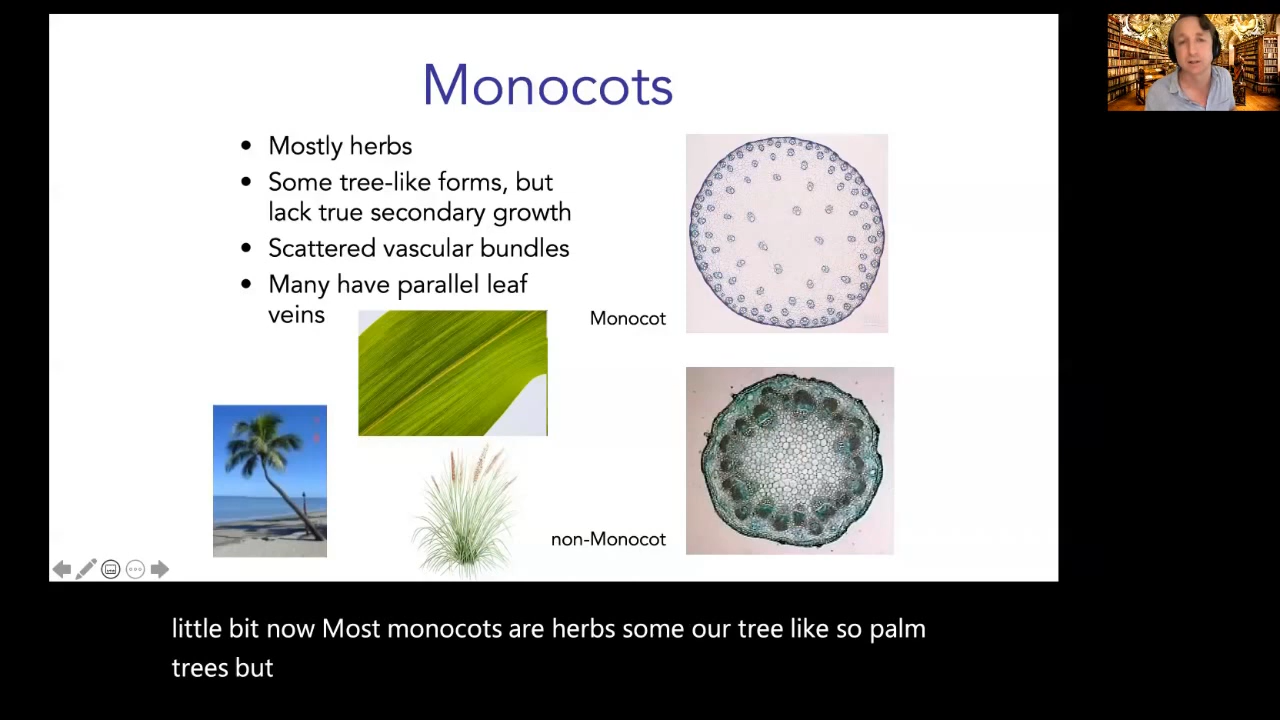 Monocots
• Mostly herbs
• Some tree-like forms, but
lack true secondary growth
• Scattered vascular bundles
• Many have parallel leaf
veins
Monocot
non-Monocot
little bit now Most monocots are herbs some our tree like so palm
trees but